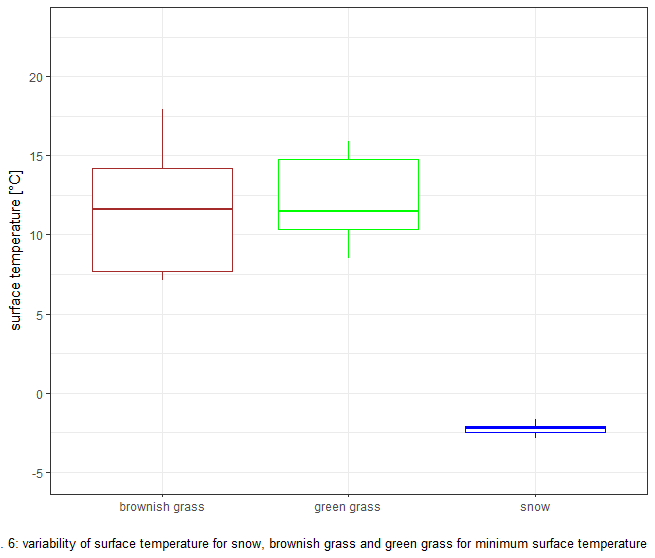 surface temperature [°C]
20
15
10
5
0
-5
brownish grass
green grass
snow
. 6: variability of surface temperature for snow, brownish grass and green grass for minimum surface temperature